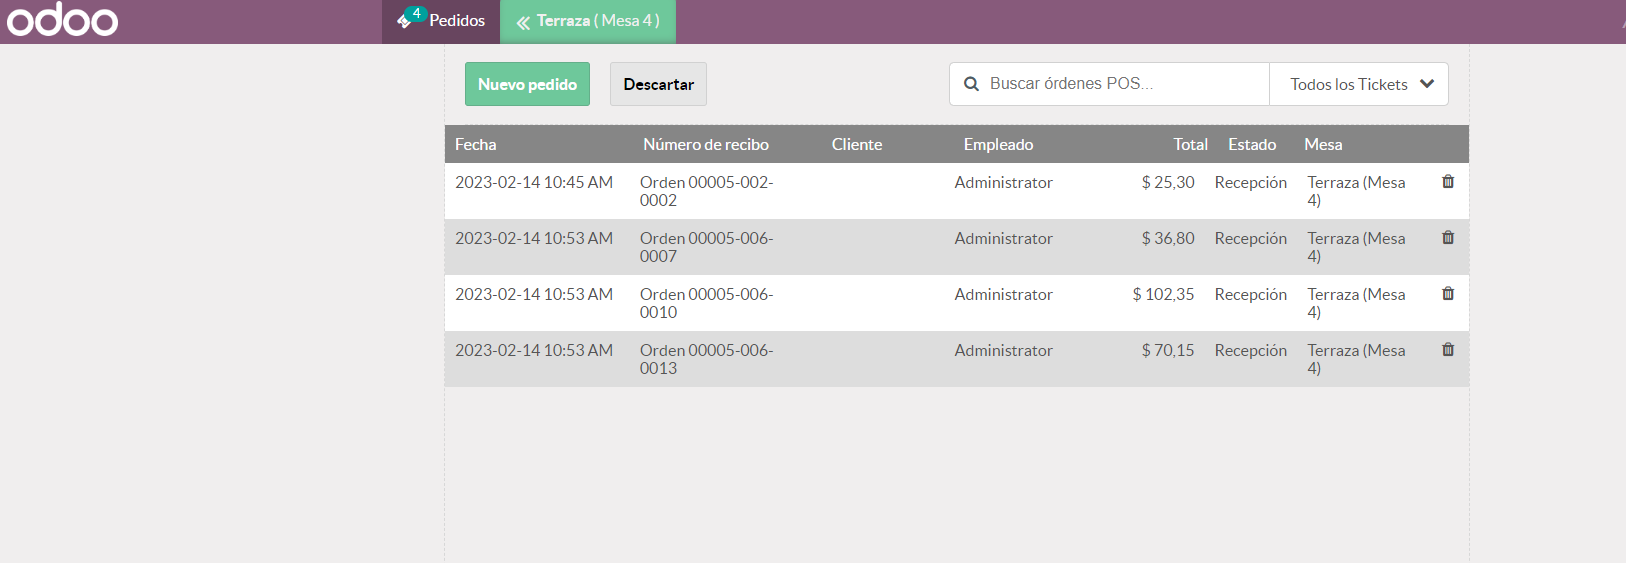 odoo
4 Pedidos
Terraza ( Mesa 4 )
Nuevo pedido Descartar Buscar órdenes POS... Todos los Tickets
Fecha Número de recibo Cliente Empleado Total Estado Mesa
2023-02-14 10:45 AM Orden 00005-002- Administrator $ 25,30 Recepción Terraza (Mesa
0002 4)
2023-02-14 10:53 AM Orden 00005-006- Administrator $ 36,80 Recepción Terraza (Mesa
0007 4)
2023-02-14 10:53 AM Orden 00005-006- Administrator $ 102,35 Recepción Terraza (Mesa
0010 4)
2023-02-14 10:53 AM Orden 00005-006- Administrator $ 70,15 Recepción Terraza (Mesa
0013 4)